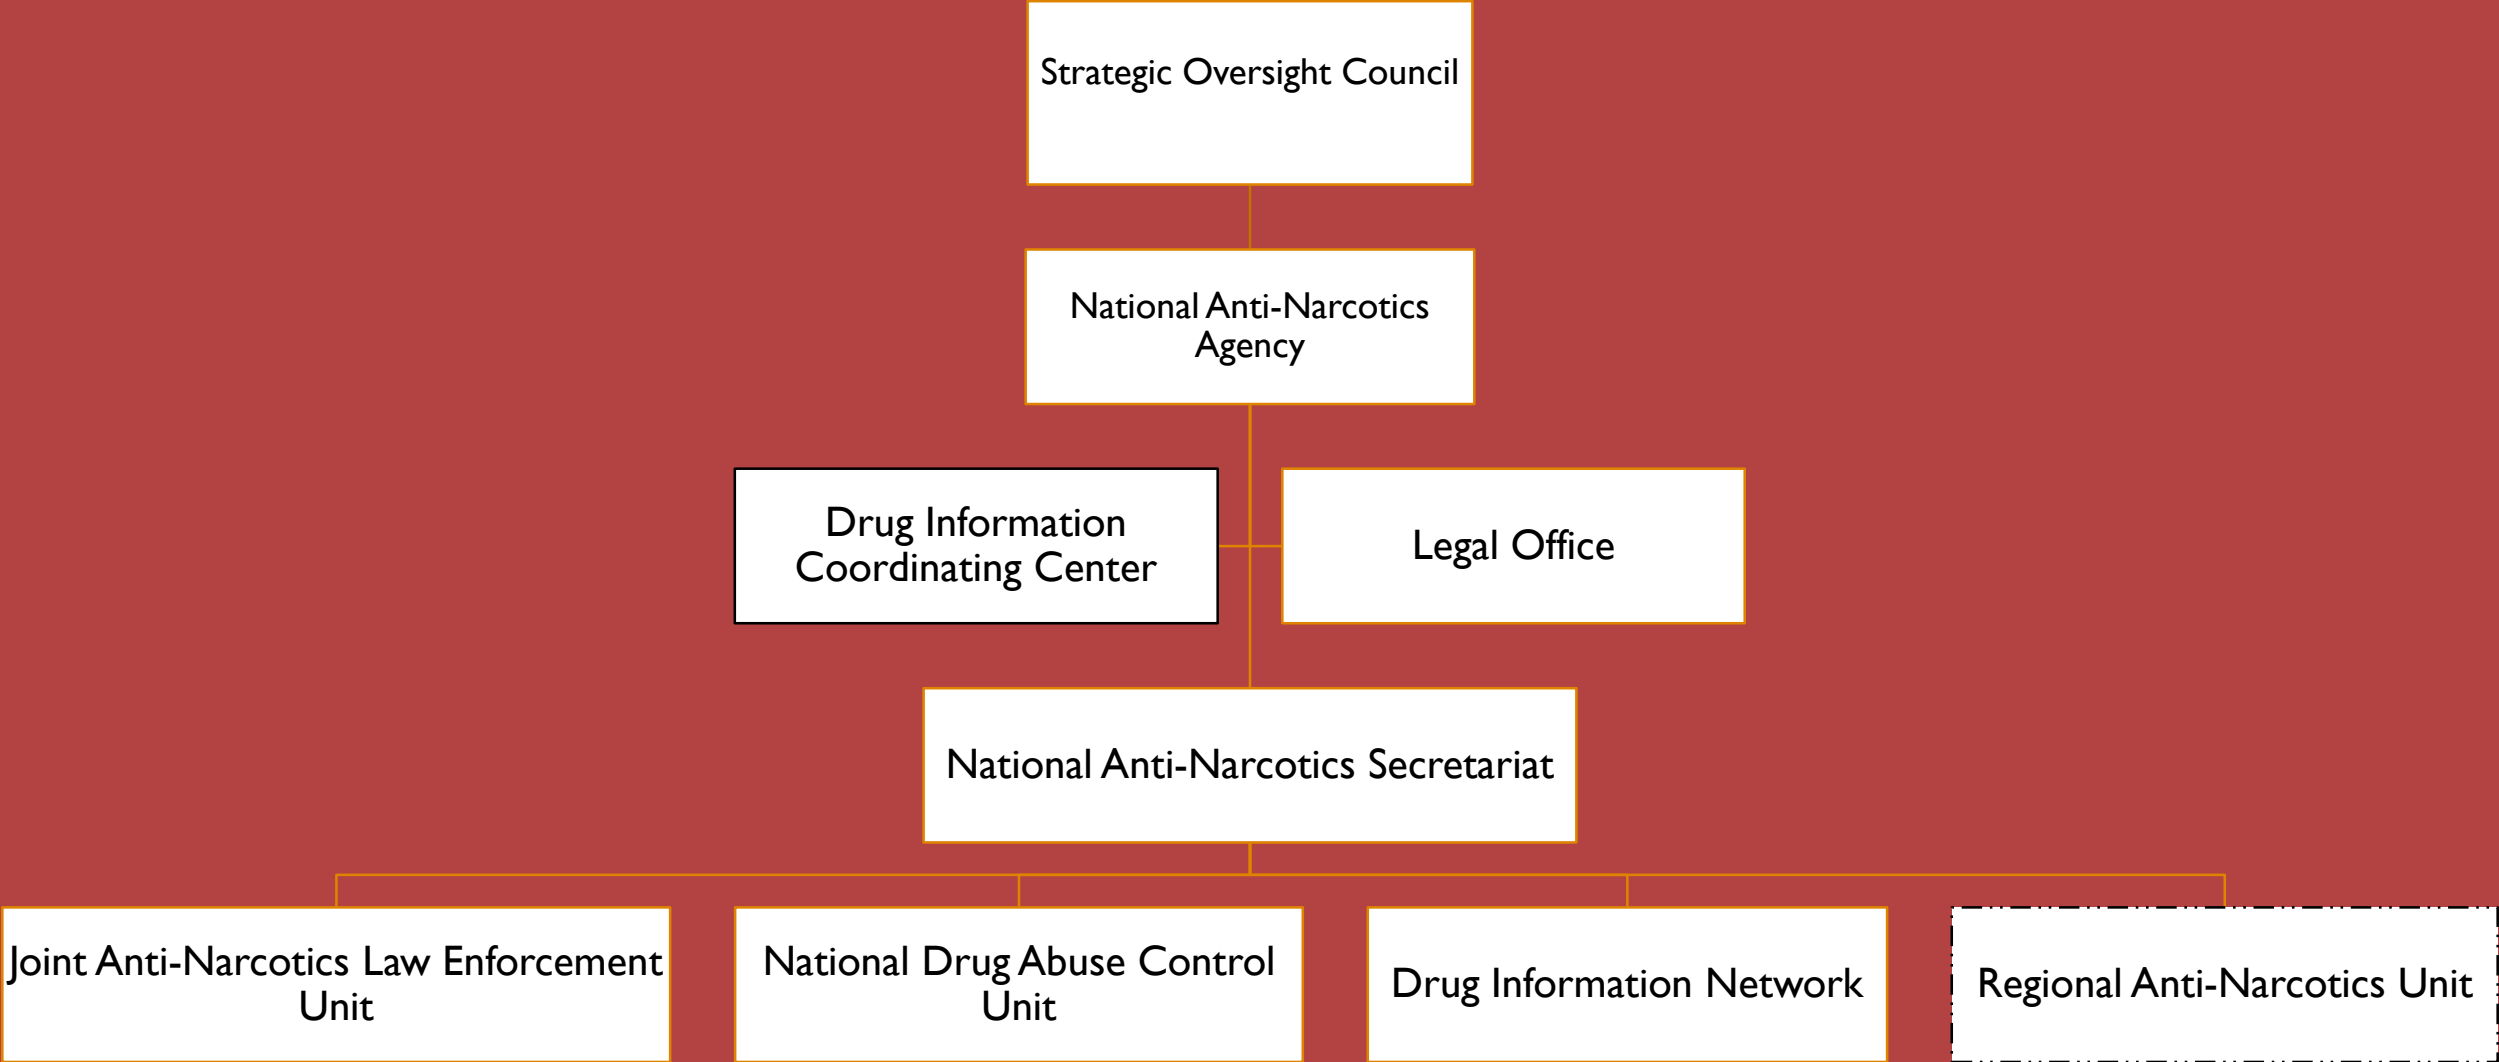 Strategic Oversight Council
National Anti-Narcotics
Agency
Drug Information
Coordinating Center
Legal Office
National Anti-Narcotics Secretariat
Joint Anti-Narcotics Law Enforcement
Unit
National Drug Abuse Control
Unit
Drug Information Network
Regional Anti-Narcotics Unit